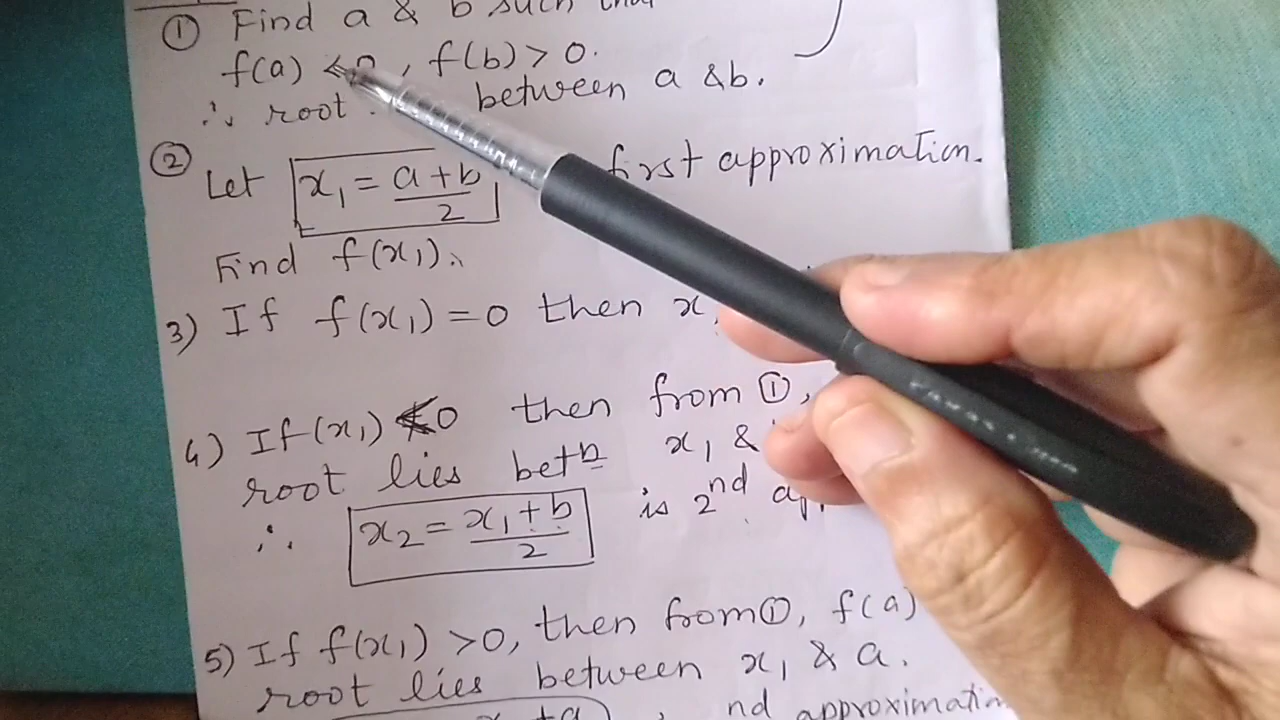 ① Find a & b such that
f(a) < 0, f(b) > 0.
∴ root between a & b.
② Let x₁ = a + b / 2 first approximation.
Find f(x₁).
3) If f(x₁) = 0 then x
4) If (x₁) < 0 then from ①,
root lies betn x₁ &
∴ x₂ = x₁ + b / 2 is 2nd
5) If f(x₁) > 0, then from ①, f(a)
root lies between x₁ & a.
+a nd approximation